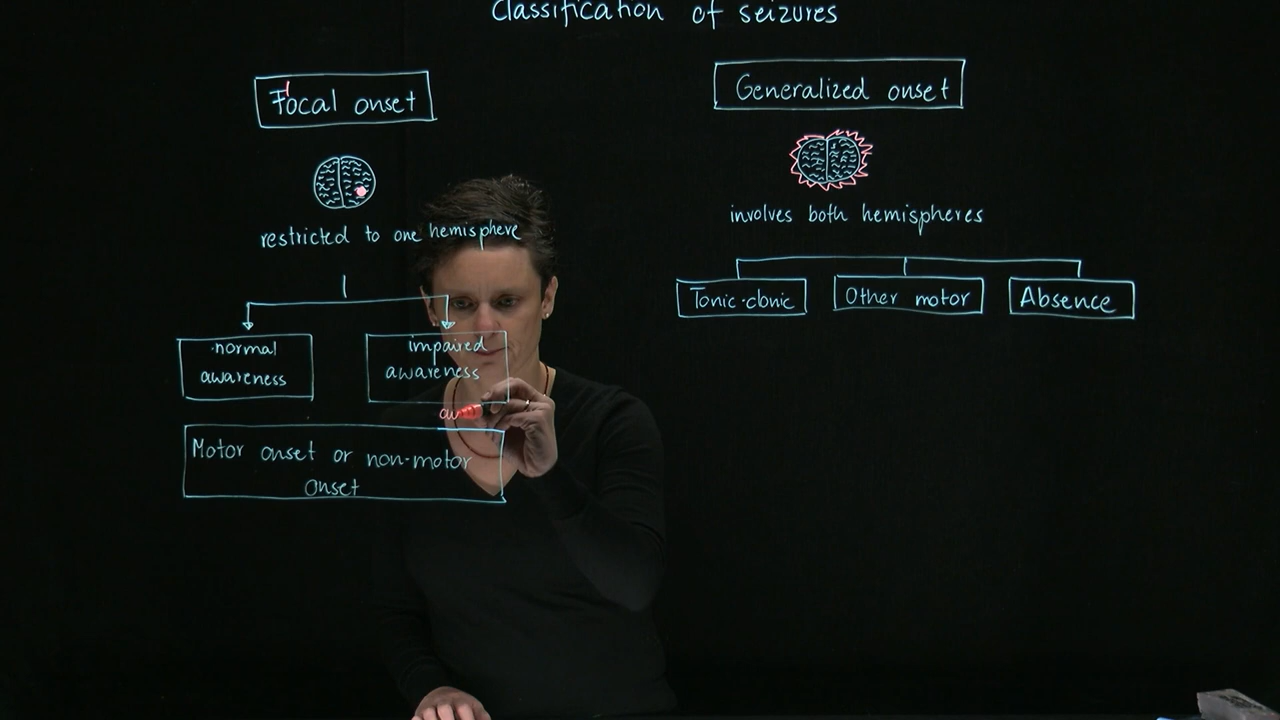 Classification of seizures
Focal onset
restricted to one hemisphere
normal
awareness
impaired
awareness
Motor onset or non-motor
onset
Generalized onset
involves both hemispheres
Tonic-clonic
Other motor
Absence